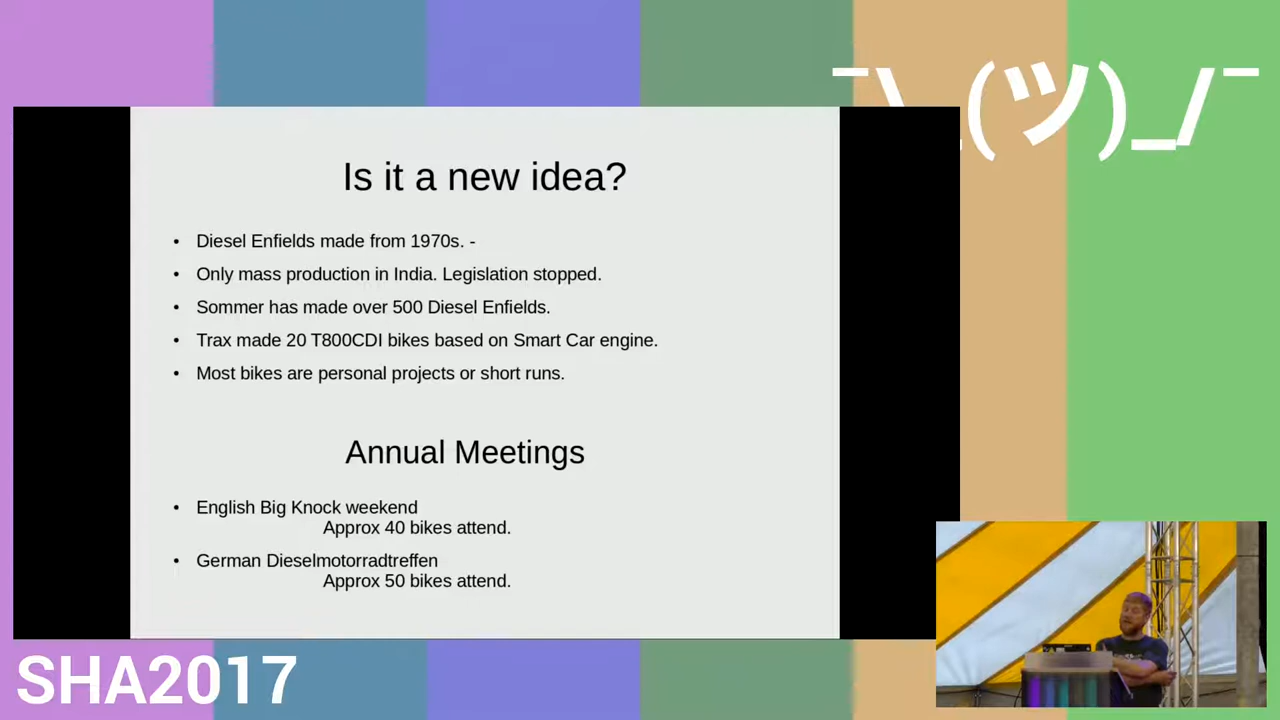 ¯\_(ツ)_/¯
Is it a new idea?
• Diesel Enfields made from 1970s. -
• Only mass production in India. Legislation stopped.
• Sommer has made over 500 Diesel Enfields.
• Trax made 20 T800CDI bikes based on Smart Car engine.
• Most bikes are personal projects or short runs.
Annual Meetings
• English Big Knock weekend
Approx 40 bikes attend.
• German Dieselmotorradtreffen
Approx 50 bikes attend.
SHA2017